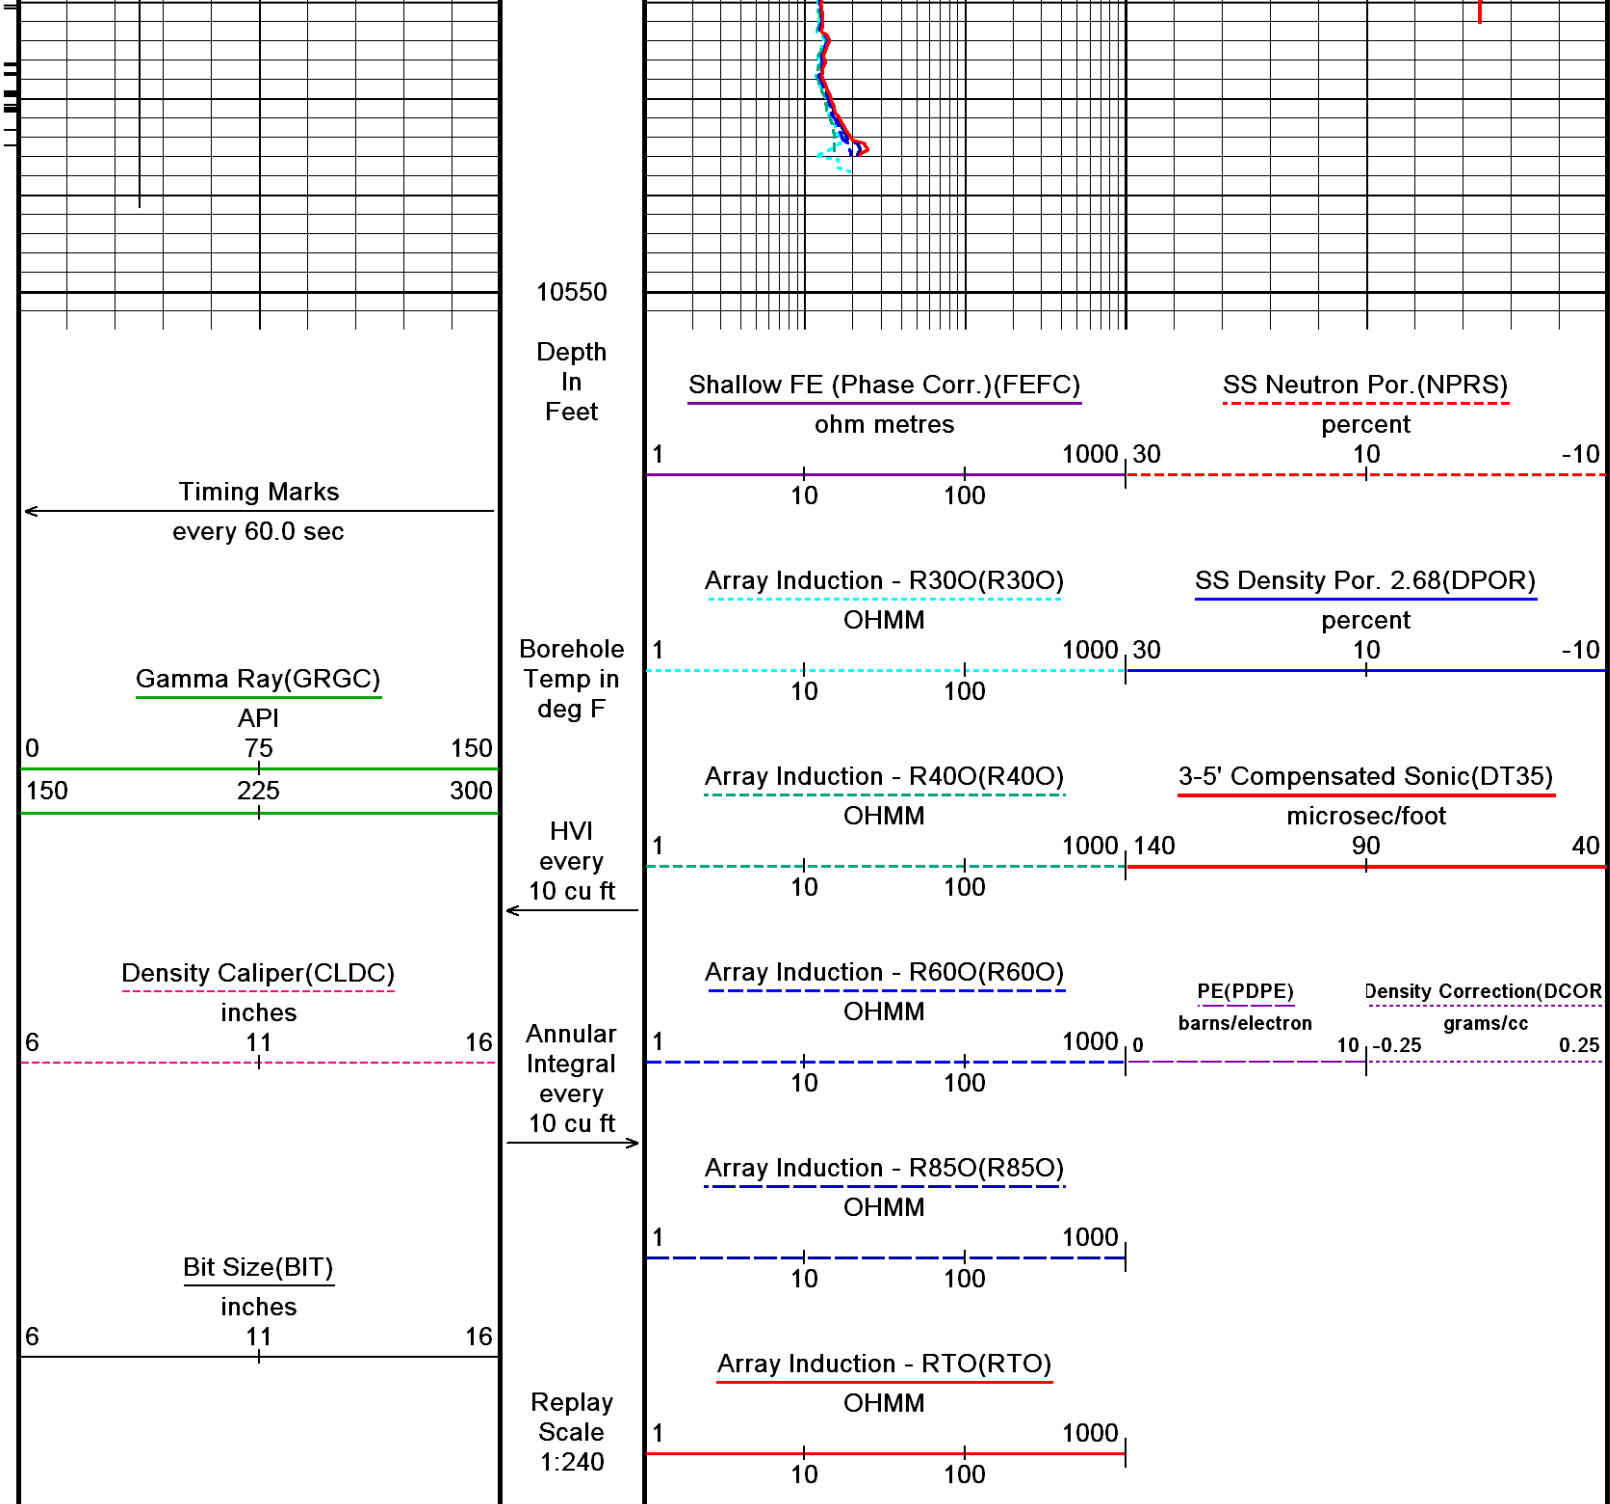 10550
Depth
In
Feet
Timing Marks
every 60.0 sec
Gamma Ray(GRGC)
API
0 75 150
150 225 300
Density Caliper(CLDC)
inches
6 11 16
Bit Size(BIT)
inches
6 11 16
Borehole
Temp in
deg F
HVI
every
10 cu ft
Annular
Integral
every
10 cu ft
Replay
Scale
1:240
Shallow FE (Phase Corr.)(FEFC)
ohm metres
1 1000
10 100
Array Induction - R30O(R30O)
OHMM
1 1000
10 100
Array Induction - R40O(R40O)
OHMM
1 1000
10 100
Array Induction - R60O(R60O)
OHMM
1 1000
10 100
Array Induction - R85O(R85O)
OHMM
1 1000
10 100
Array Induction - RTO(RTO)
OHMM
1 1000
10 100
SS Neutron Por.(NPRS)
percent
30 10 -10
SS Density Por. 2.68(DPOR)
percent
30 10 -10
3-5' Compensated Sonic(DT35)
microsec/foot
140 90 40
PE(PDPE)
barns/electron
0 10
Density Correction(DCOR
grams/cc
-0.25 0.25